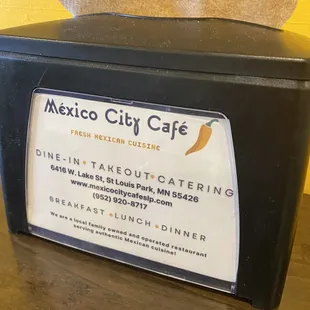 México City Café
FRESH MEXICAN CUISINE
DINE-IN • TAKEOUT • CATERING
6416 W. Lake St, St Louis Park, MN 55426
www.mexicocitycafeslp.com
(952) 920-8717
BREAKFAST • LUNCH • DINNER
We are a local family owned and operated restaurant
serving authentic Mexican cuisine!